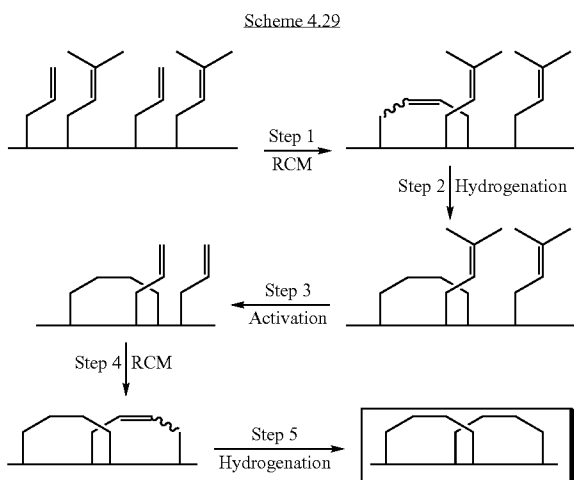 Scheme 4.29
Step 1
RCM
Step 2 Hydrogenation
Step 3
Activation
Step 4 RCM
Step 5
Hydrogenation